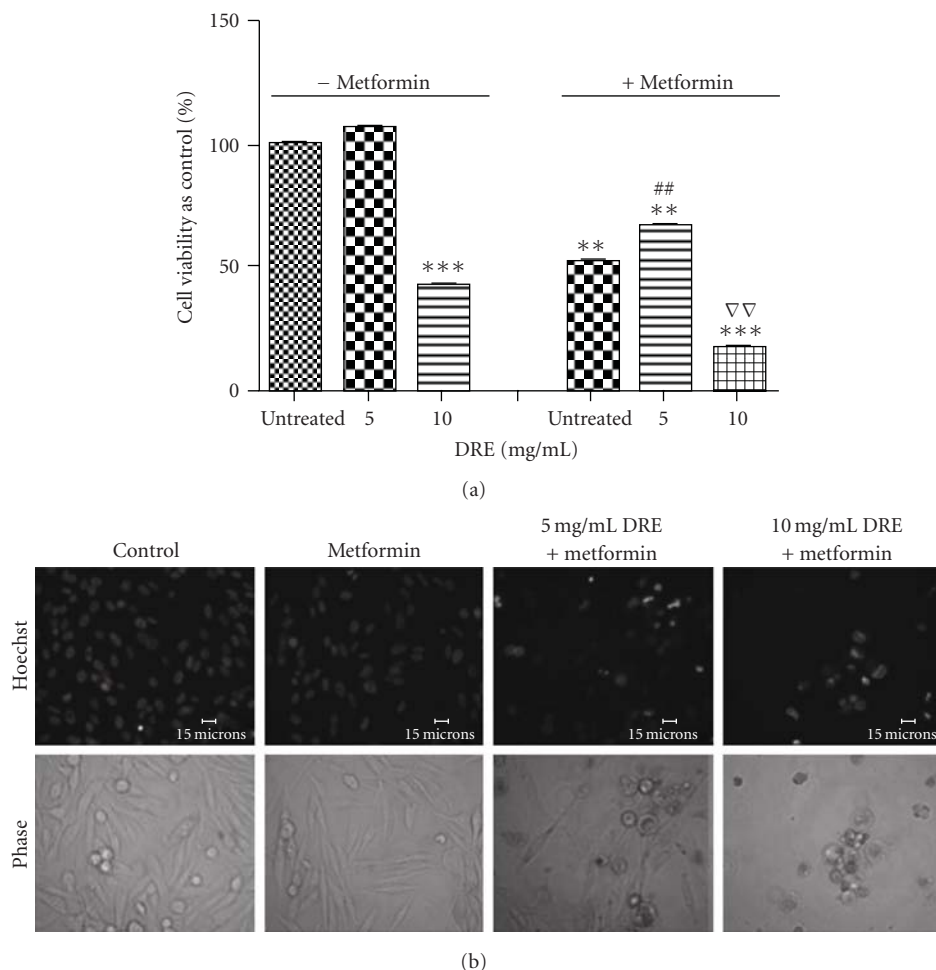 150
− Metformin
+ Metformin
100
##
**
**
50
***
∇∇
***
0
Untreated 5 10 Untreated 5 10
Cell viability as control (%)
DRE (mg/mL)
(a)
Control
Metformin
5 mg/mL DRE
+ metformin
10 mg/mL DRE
+ metformin
Hoechst
15 microns
15 microns
15 microns
15 microns
Phase
(b)